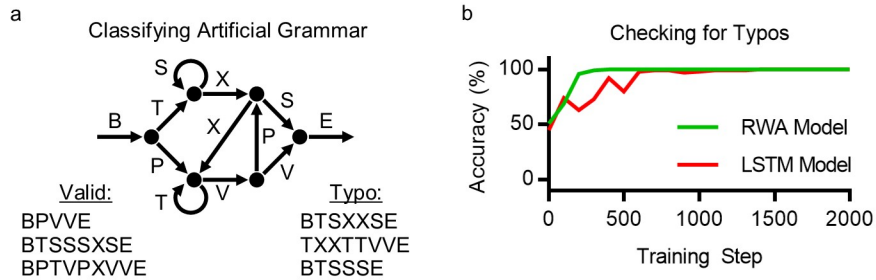 a
Classifying Artificial Grammar
S
X
T
S
B
X
P
E
P
V
V
T
Valid:
BPVVE
BTSSSXSE
BPTVPXVVE
Typo:
BTSXXSE
TXXTTVVE
BTSSSE
b
Checking for Typos
Accuracy (%)
100
50
0
RWA Model
LSTM Model
0 500 1000 1500 2000
Training Step